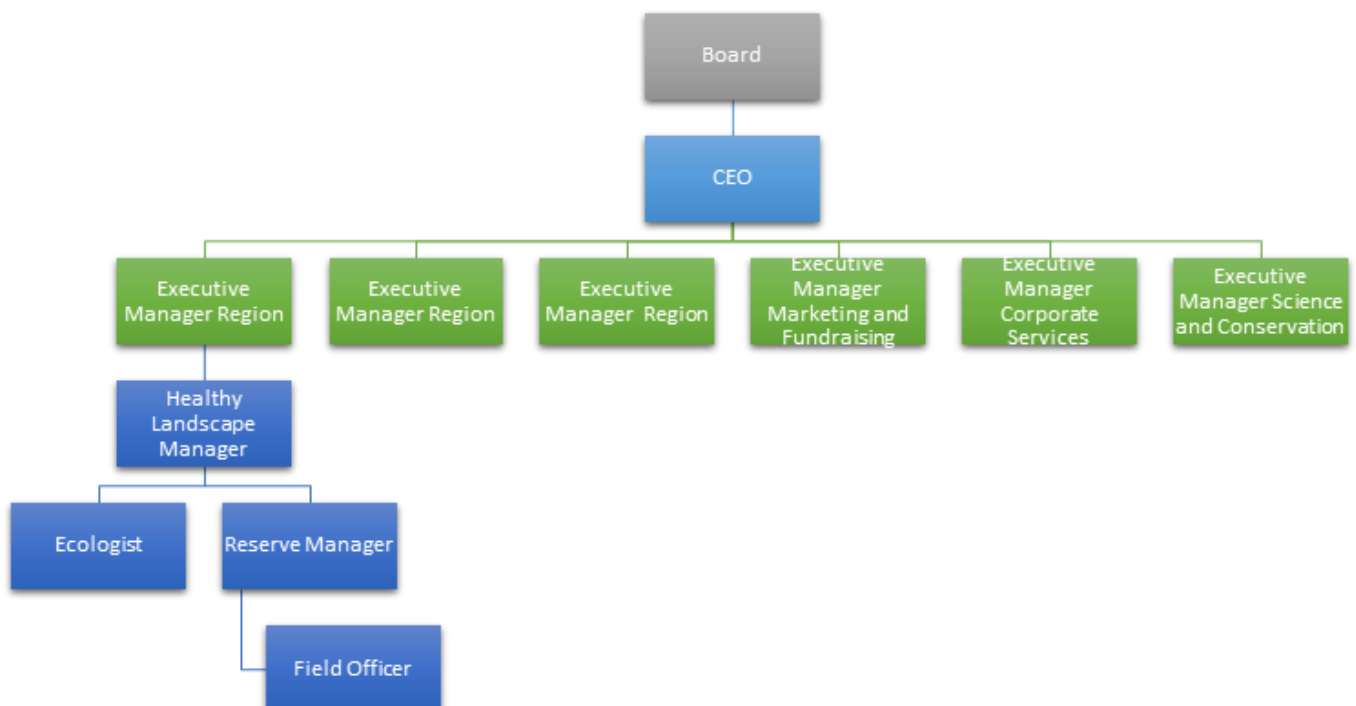 Board
CEO
Executive
Manager Region
Executive
Manager Region
Executive
Manager  Region
Executive
Manager
Marketing and
Fundraising
Executive
Manager
Corporate
Services
Executive
Manager Science
and Conservation
Healthy
Landscape
Manager
Ecologist
Reserve Manager
Field Officer